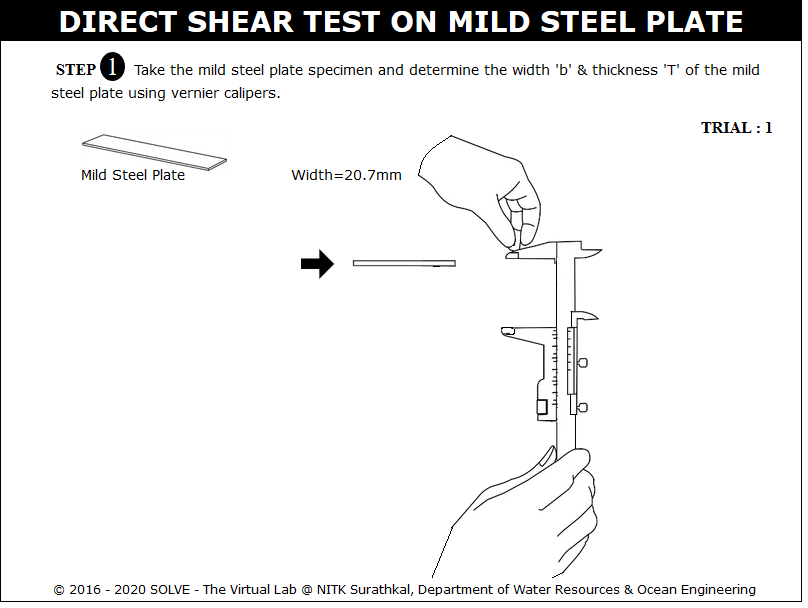 DIRECT SHEAR TEST ON MILD STEEL PLATE
STEP 1 Take the mild steel plate specimen and determine the width 'b' & thickness 'T' of the mild
steel plate using vernier calipers.
TRIAL : 1
Mild Steel Plate
Width=20.7mm
© 2016 - 2020 SOLVE - The Virtual Lab @ NITK Surathkal, Department of Water Resources & Ocean Engineering